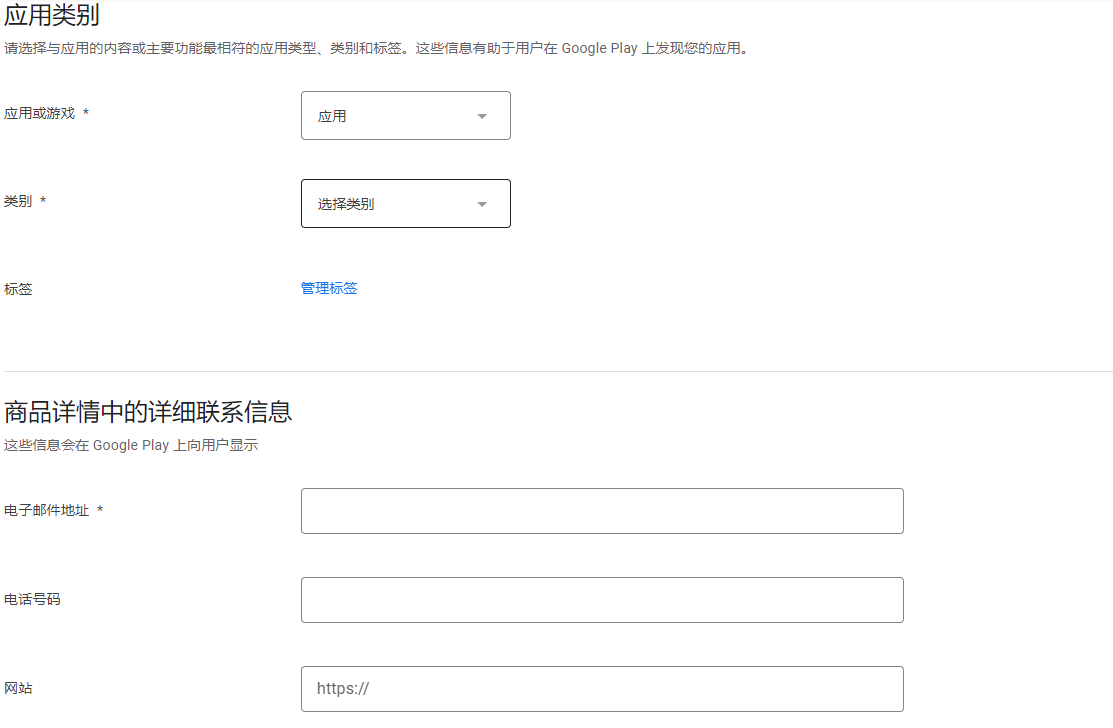 应用类别
请选择与应用的内容或主要功能最相符的应用类型、类别和标签。这些信息有助于用户在 Google Play 上发现您的应用。
应用或游戏 *
应用
类别 *
选择类别
标签
管理标签
商品详情中的详细联系信息
这些信息会在 Google Play 上向用户显示
电子邮件地址 *
电话号码
网站
https://